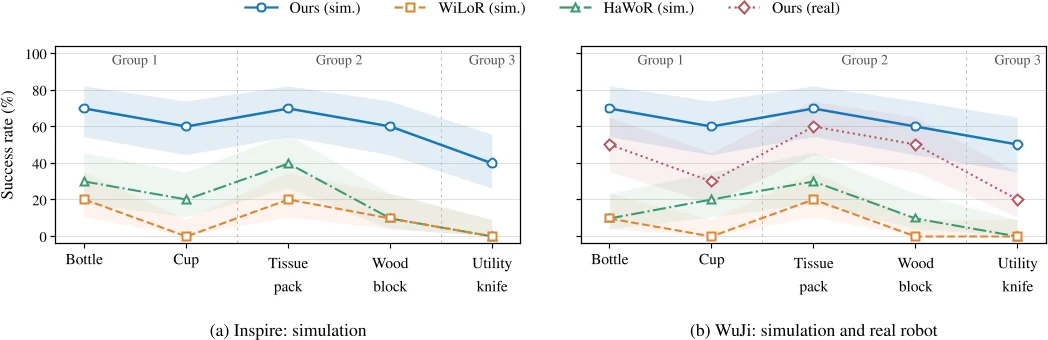 Ours (sim.) WiLoR (sim.) HaWoR (sim.) Ours (real)
Success rate (%)
100
80
60
40
20
0
Group 1 Group 2 Group 3
Bottle Cup Tissue pack Wood block Utility knife
(a) Inspire: simulation
Group 1 Group 2 Group 3
Bottle Cup Tissue pack Wood block Utility knife
(b) WuJi: simulation and real robot